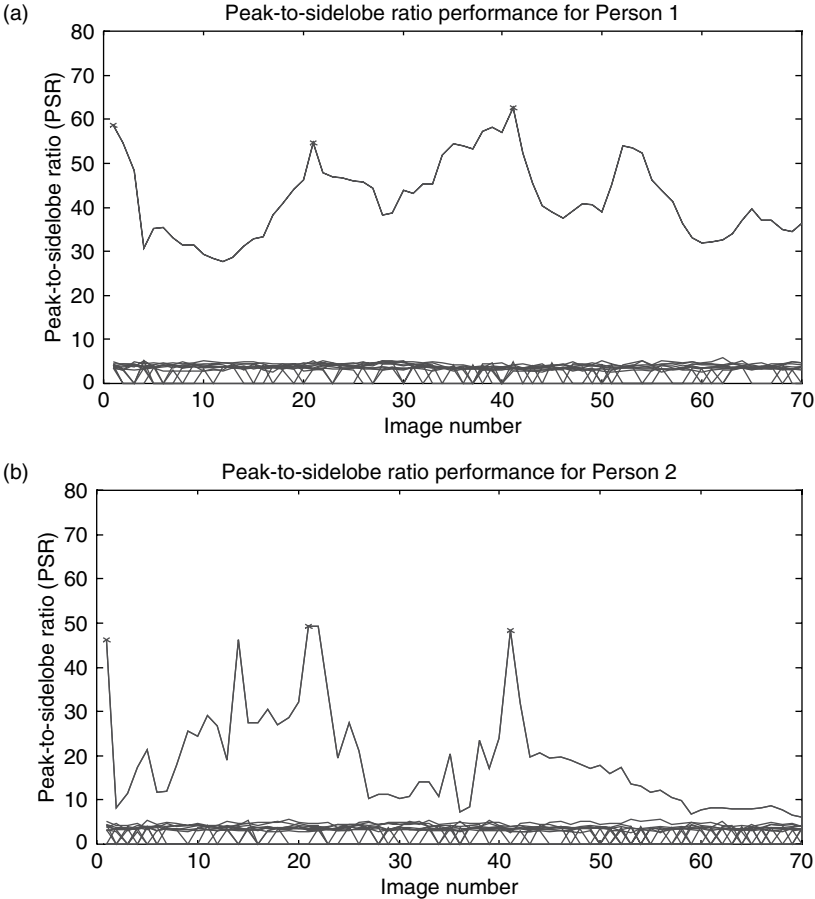 (a)
Peak-to-sidelobe ratio performance for Person 1
Peak-to-sidelobe ratio (PSR)
80
70
60
50
40
30
20
10
0
0 10 20 30 40 50 60 70
Image number
(b)
Peak-to-sidelobe ratio performance for Person 2
Peak-to-sidelobe ratio (PSR)
80
70
60
50
40
30
20
10
0
0 10 20 30 40 50 60 70
Image number